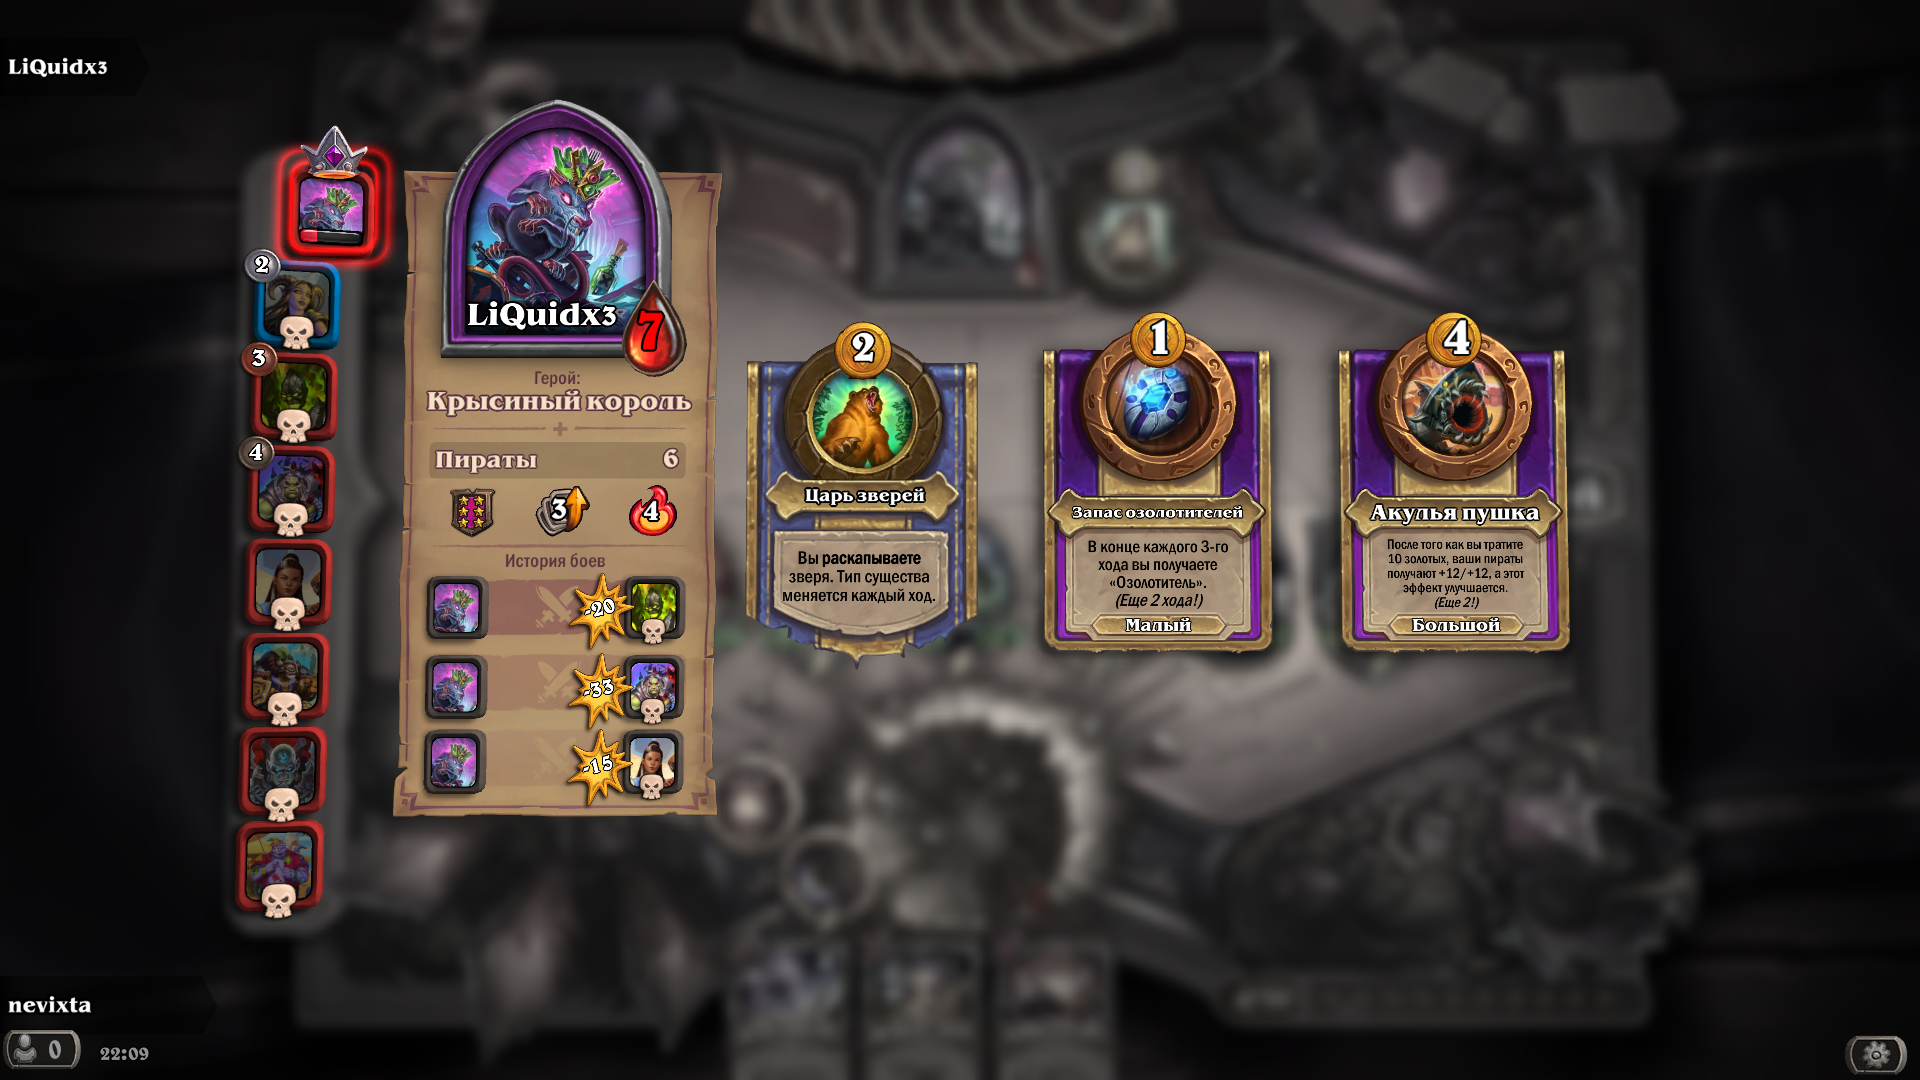 LiQuidx3
2
3
4
LiQuidx3
7
Герой:
Крысиный король
Пираты 6
3
4
История боев
-20
-33
-15
2
Царь зверей
Вы раскапываете
зверя. Тип существа
меняется каждый ход.
1
Запас озолотителей
В конце каждого 3-го
хода вы получаете
«Озолотитель».
(Еще 2 хода!)
Малый
4
Акулья пушка
После того как вы тратите
10 золотых, ваши пираты
получают +12/+12, а этот
эффект улучшается.
(Еще 2!)
Большой
nevixta
0
22:09